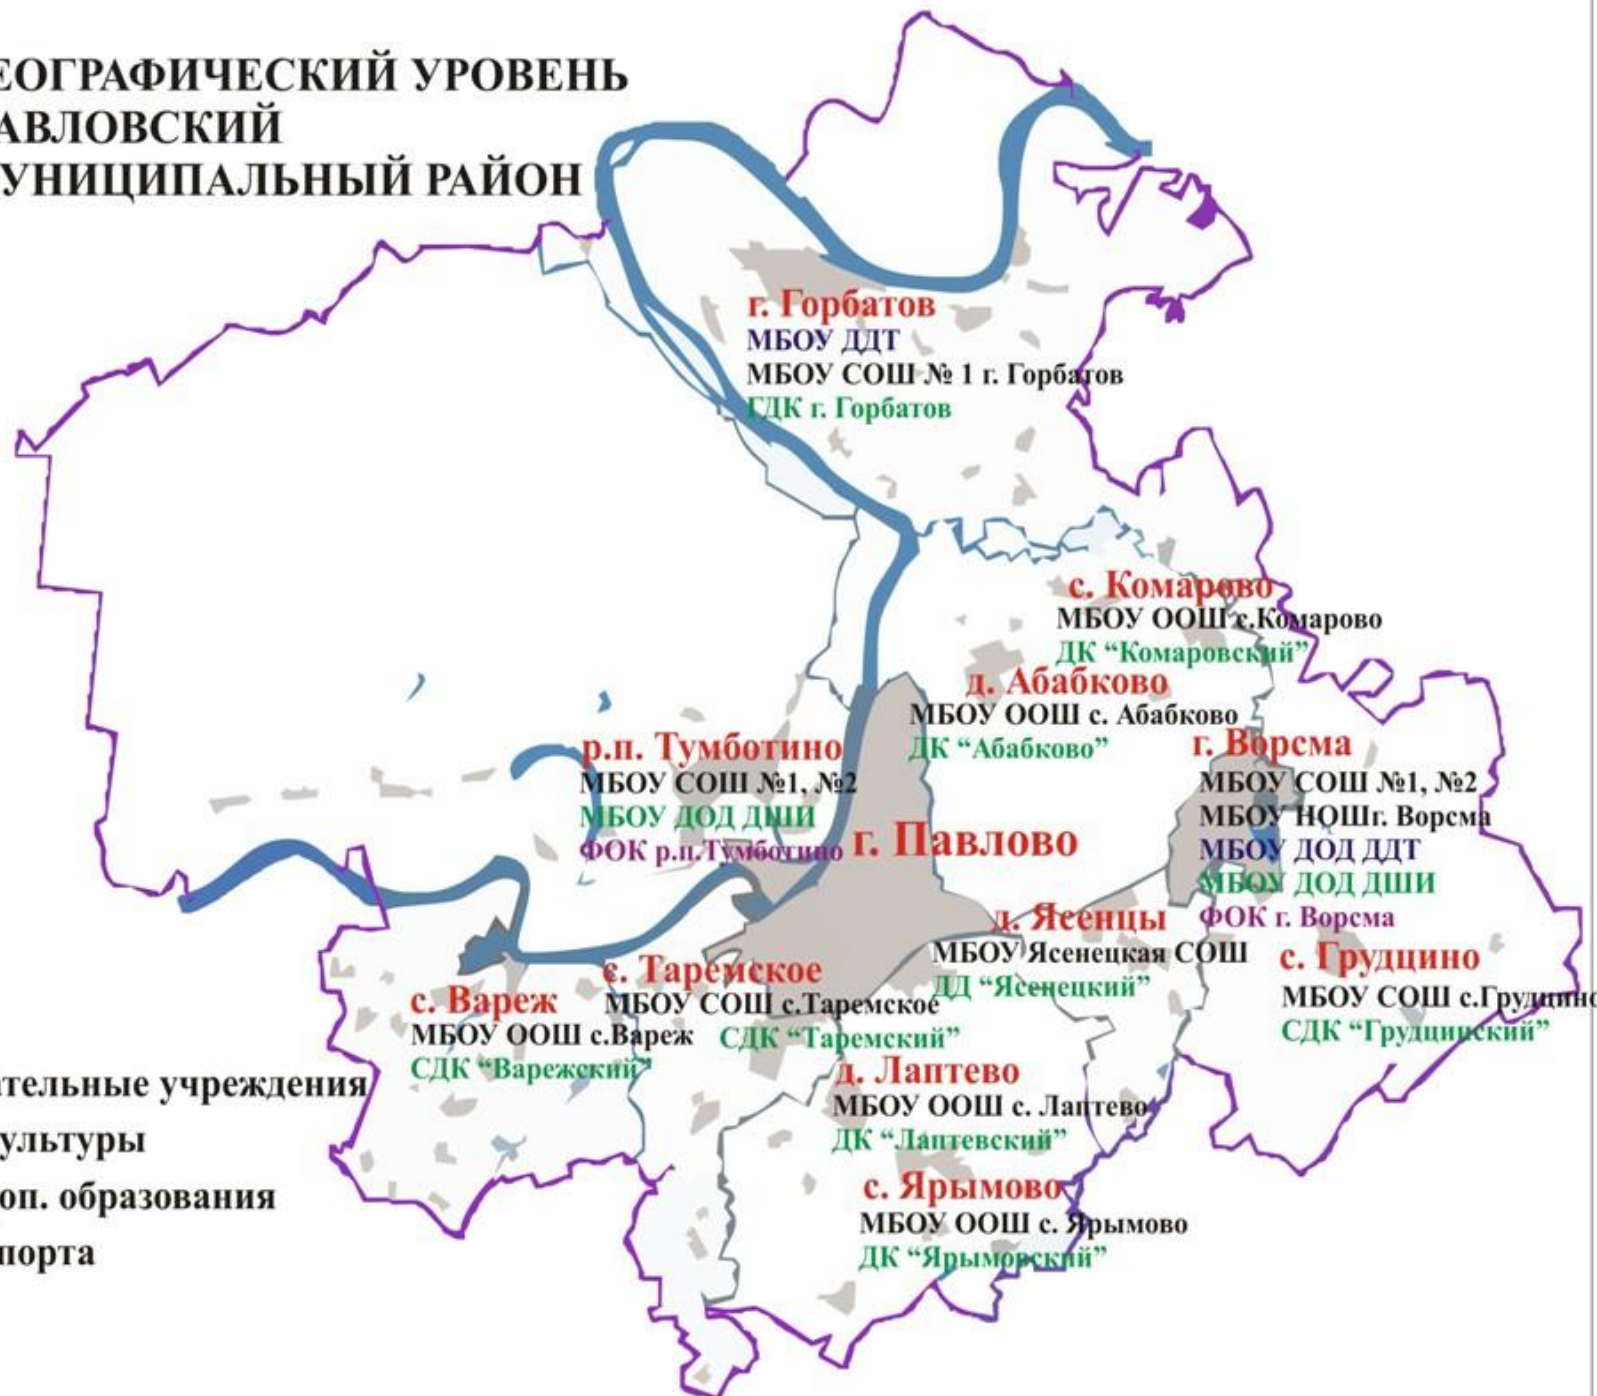 ЕОГРАФИЧЕСКИЙ УРОВЕНЬ
АВЛОВСКИЙ
УНИЦИПАЛЬНЫЙ РАЙОН
г. Горбатов
МБОУ ДДТ
МБОУ СОШ № 1 г. Горбатов
ГДК г. Горбатов
с. Комарово
МБОУ ООШ с.Комарово
ДК “Комаровский”
д. Абабково
МБОУ ООШ с. Абабково
ДК “Абабково”
г. Ворсма
МБОУ СОШ №1, №2
МБОУ НОШг. Ворсма
МБОУ ДОД ДДТ
МБОУ ДОД ДШИ
ФОК г. Ворсма
р.п. Тумботино
МБОУ СОШ №1, №2
МБОУ ДОД ДШИ
ФОК р.п.Тумботино
г. Павлово
д. Ясенцы
МБОУ Ясенецкая СОШ
ДД “Ясенецкий”
с. Грудцино
МБОУ СОШ с.Грудцино
СДК “Грудцинский”
с. Таремское
МБОУ СОШ с.Таремское
СДК “Таремский”
с. Вареж
МБОУ ООШ с.Вареж
СДК “Варежский”
д. Лаптево
МБОУ ООШ с. Лаптево
ДК “Лаптевский”
с. Ярымово
МБОУ ООШ с. Ярымово
ДК “Ярымовский”
ательные учреждения
ультуры
оп. образования
порта